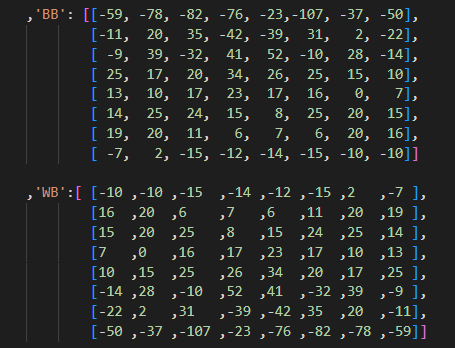 ,'BB': [[-59, -78, -82, -76, -23,-107, -37, -50],
[-11, 20, 35, -42, -39, 31, 2, -22],
[ -9, 39, -32, 41, 52, -10, 28, -14],
[ 25, 17, 20, 34, 26, 25, 15, 10],
[ 13, 10, 17, 23, 17, 16, 0, 7],
[ 14, 25, 24, 15, 8, 25, 20, 15],
[ 19, 20, 11, 6, 7, 6, 20, 16],
[ -7, 2, -15, -12, -14, -15, -10, -10]]
,'WB':[ [-10 ,-10 ,-15 ,-14 ,-12 ,-15 ,2 ,-7 ],
[16 ,20 ,6 ,7 ,6 ,11 ,20 ,19 ],
[15 ,20 ,25 ,8 ,15 ,24 ,25 ,14 ],
[7 ,0 ,16 ,17 ,23 ,17 ,10 ,13 ],
[10 ,15 ,25 ,26 ,34 ,20 ,17 ,25 ],
[-14 ,28 ,-10 ,52 ,41 ,-32 ,39 ,-9 ],
[-22 ,2 ,31 ,-39 ,-42 ,35 ,20 ,-11],
[-50 ,-37 ,-107 ,-23 ,-76 ,-82 ,-78 ,-59]]